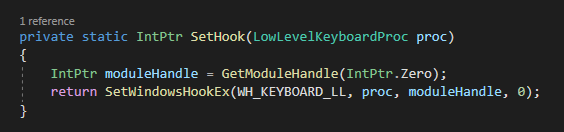 1 reference
private static IntPtr SetHook(LowLevelKeyboardProc proc)
{
IntPtr moduleHandle = GetModuleHandle(IntPtr.Zero);
return SetWindowsHookEx(WH_KEYBOARD_LL, proc, moduleHandle, 0);
}